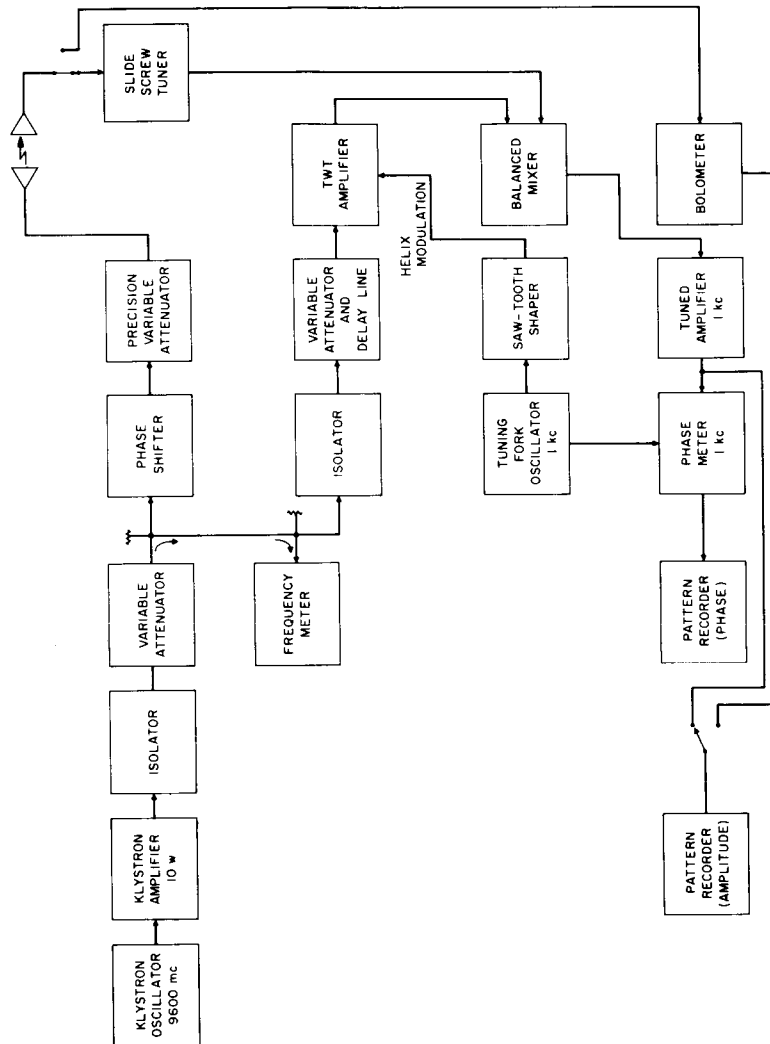 KLYSTRON
OSCILLATOR
9600 mc
KLYSTRON
AMPLIFIER
10 w
ISOLATOR
VARIABLE
ATTENUATOR
PHASE
SHIFTER
PRECISION
VARIABLE
ATTENUATOR
SLIDE
SCREW
TUNER
FREQUENCY
METER
ISOLATOR
VARIABLE
ATTENUATOR
AND
DELAY LINE
TWT
AMPLIFIER
HELIX
MODULATION
TUNING
FORK
OSCILLATOR
1 kc
SAW-TOOTH
SHAPER
BALANCED
MIXER
PATTERN
RECORDER
(AMPLITUDE)
PATTERN
RECORDER
(PHASE)
PHASE
METER
1 kc
TUNED
AMPLIFIER
1 kc
BOLOMETER